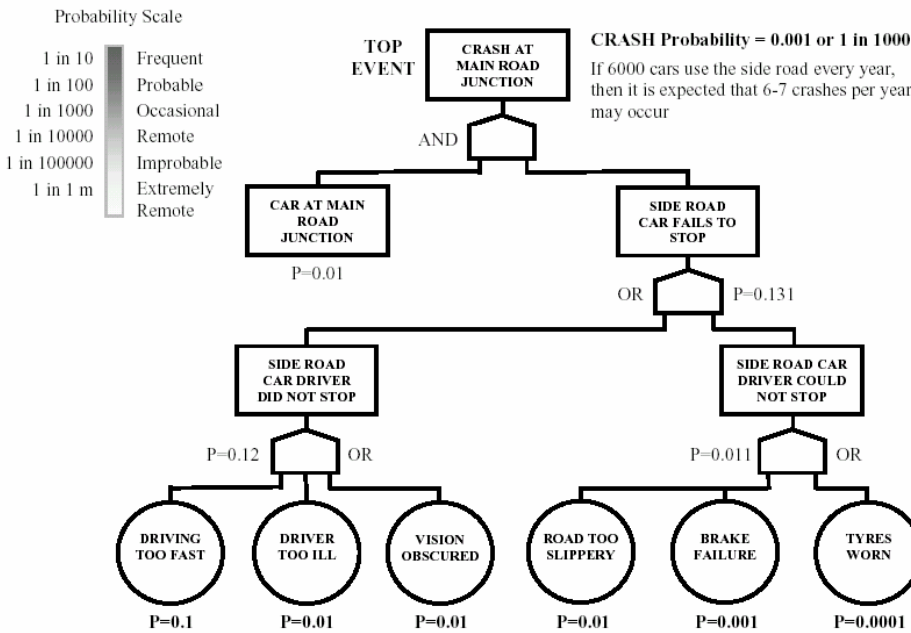 Probability Scale
1 in 10 Frequent
1 in 100 Probable
1 in 1000 Occasional
1 in 10000 Remote
1 in 100000 Improbable
1 in 1 m Extremely
Remote
TOP
EVENT
CRASH AT
MAIN ROAD
JUNCTION
CRASH Probability = 0.001 or 1 in 1000
If 6000 cars use the side road every year,
then it is expected that 6-7 crashes per year
may occur
AND
CAR AT MAIN
ROAD
JUNCTION
P=0.01
SIDE ROAD
CAR FAILS TO
STOP
OR
P=0.131
SIDE ROAD
CAR DRIVER
DID NOT STOP
P=0.12
OR
SIDE ROAD CAR
DRIVER COULD
NOT STOP
P=0.011
OR
DRIVING
TOO FAST
DRIVER
TOO ILL
VISION
OBSCURED
ROAD TOO
SLIPPERY
BRAKE
FAILURE
TYRES
WORN
P=0.1
P=0.01
P=0.01
P=0.01
P=0.001
P=0.0001